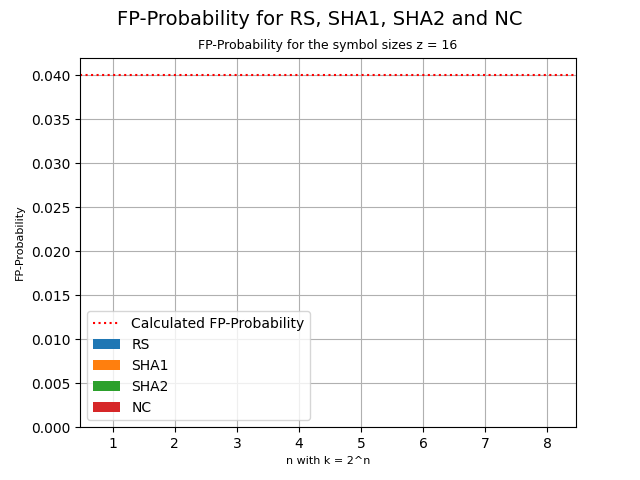 FP-Probability for RS, SHA1, SHA2 and NC
FP-Probability for the symbol sizes z = 16
0.040
0.035
0.030
0.025
0.020
0.015
0.010
0.005
0.000
FP-Probability
Calculated FP-Probability
RS
SHA1
SHA2
NC
1 2 3 4 5 6 7 8
n with k = 2^n